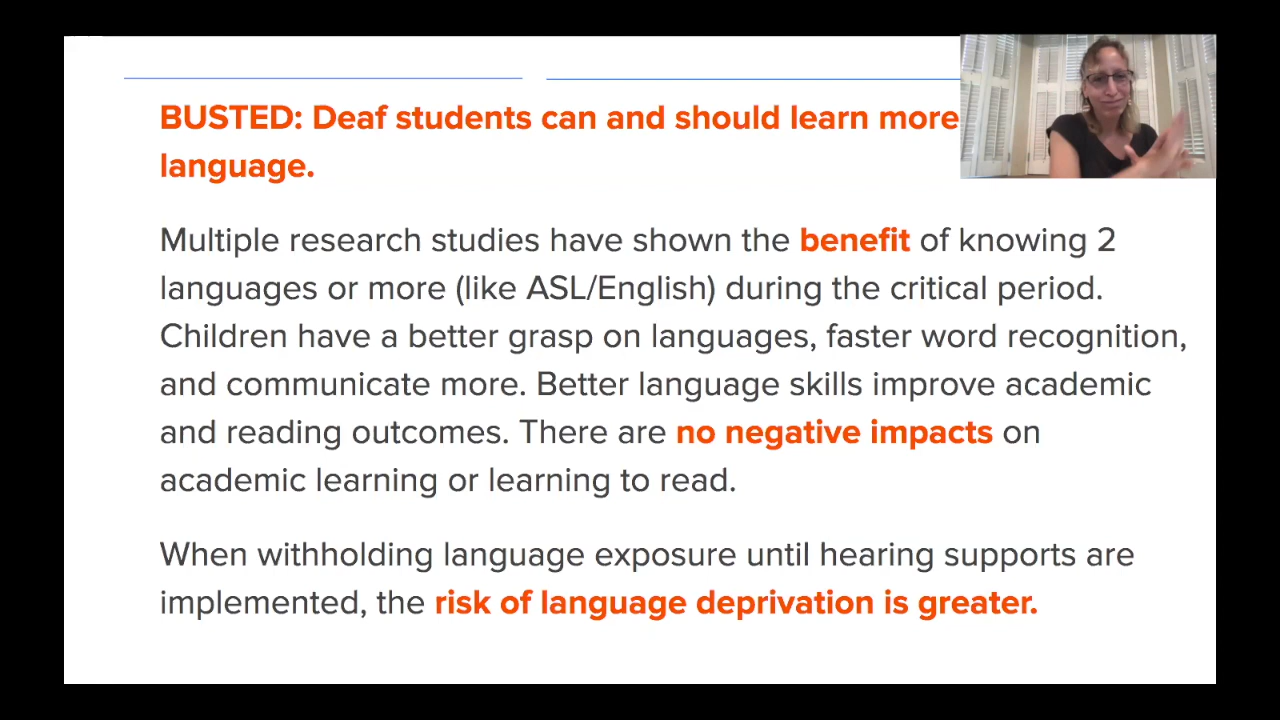 BUSTED: Deaf students can and should learn more
language.
Multiple research studies have shown the benefit of knowing 2
languages or more (like ASL/English) during the critical period.
Children have a better grasp on languages, faster word recognition,
and communicate more. Better language skills improve academic
and reading outcomes. There are no negative impacts on
academic learning or learning to read.
When withholding language exposure until hearing supports are
implemented, the risk of language deprivation is greater.